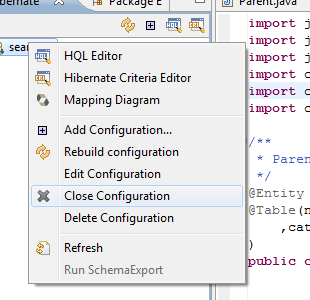 bernate
Package E
Parent.java
sear
HQL Editor
Hibernate Criteria Editor
Mapping Diagram
Add Configuration...
Rebuild configuration
Edit Configuration
Close Configuration
Delete Configuration
Refresh
Run SchemaExport
import j
import j
import j
import c
import c
import c
/**
* Paren
*/
@Entity
@Table(n
,cat
)
public c